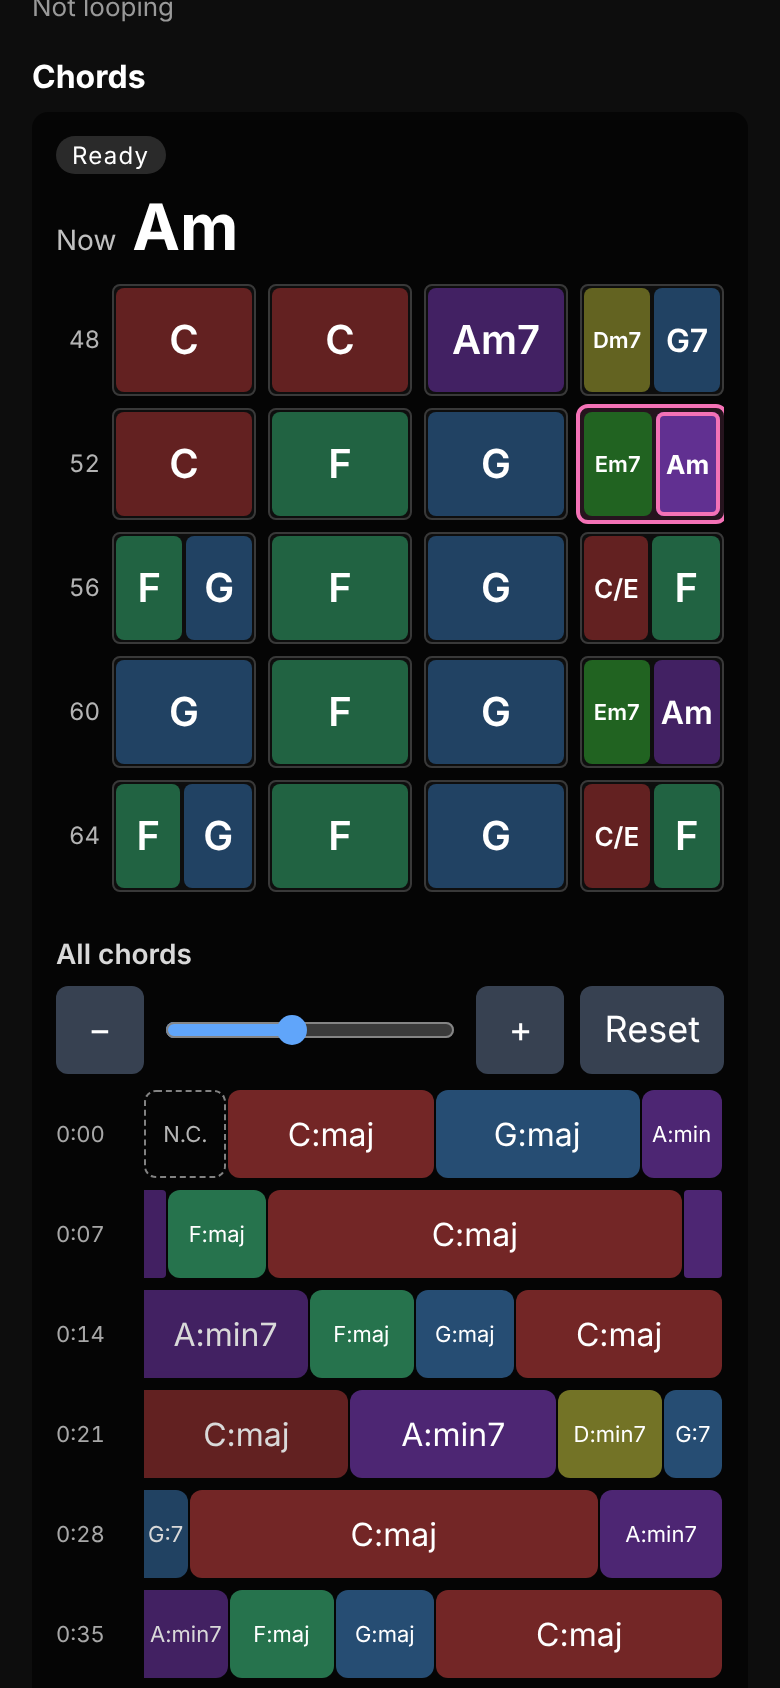 Not looping
Chords
Ready
Now Am
48 C C Am7 Dm7 G7
52 C F G Em7 Am
56 F G F G C/E F
60 G F G Em7 Am
64 F G F G C/E F
All chords
− + Reset
0:00 N.C. C:maj G:maj A:min
0:07 F:maj C:maj
0:14 A:min7 F:maj G:maj C:maj
0:21 C:maj A:min7 D:min7 G:7
0:28 G:7 C:maj A:min7
0:35 A:min7 F:maj G:maj C:maj